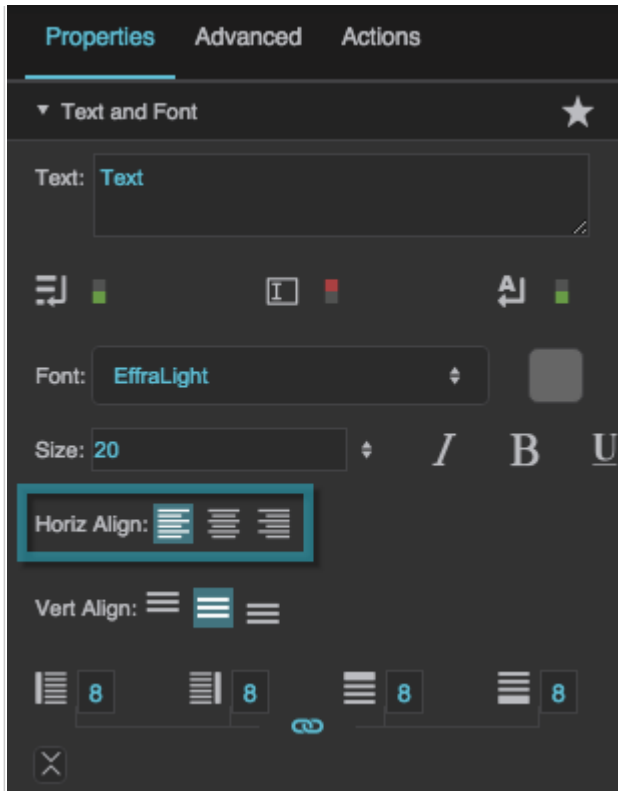 Properties Advanced Actions
Text and Font
Text: Text
Font: EffraLight
Size: 20 I B U
Horiz Align:
Vert Align:
8 8 8 8